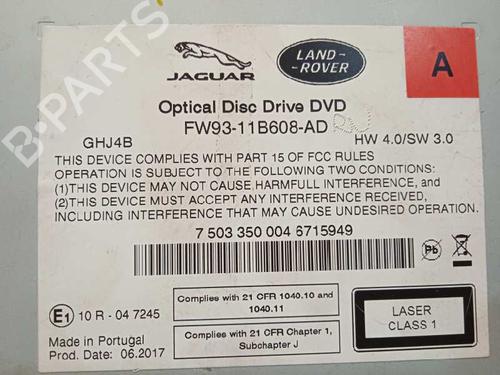 B-PARTS
JAGUAR
LAND-
ROVER
A
Optical Disc Drive DVD
FW93-11B608-AD
GHJ4B
HW 4.0/SW 3.0
THIS DEVICE COMPLIES WITH PART 15 OF FCC RULES
OPERATION IS SUBJECT TO THE FOLLOWING TWO CONDITIONS:
(1)THIS DEVICE MAY NOT CAUSE HARMFULL INTERFERENCE, and
(2)THIS DEVICE MUST ACCEPT ANY INTERFERENCE RECEIVED,
INCLUDING INTERFERENCE THAT MAY CAUSE UNDESIRED OPERATION.
7 503 350 004 6715949
Pb
E1 10 R - 04 7245
Made in Portugal
Prod. Date: 06.2017
Complies with 21 CFR 1040.10 and
1040.11
Complies with 21 CFR Chapter 1,
Subchapter J
LASER
CLASS 1